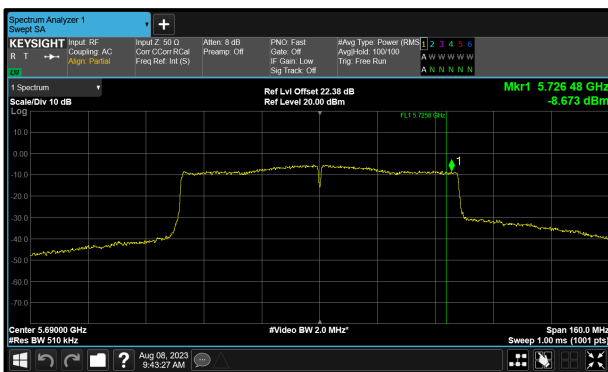 Spectrum Analyzer 1
Swept SA
KEYSIGHT
R T
Input: RF
Coupling: AC
Align: Partial
Input Z: 50 Ω
Corr CCorr RCal
Freq Ref: Int (S)
Atten: 8 dB
Preamp: Off
PNO: Fast
Gate: Off
IF Gain: Low
Sig Track: Off
#Avg Type: Power (RMS
Avg|Hold: 100/100
Trig: Free Run
1 2 3 4 5 6
A W W W W W
A N N N N N
1 Spectrum
Scale/Div 10 dB
Ref Lvl Offset 22.38 dB
Ref Level 20.00 dBm
Mkr1 5.726 48 GHz
-8.673 dBm
Log
FL1 5.7250 GHz
10.0
0.00
1
-10.0
-20.0
-30.0
-40.0
-50.0
-60.0
-70.0
Center 5.69000 GHz
#Res BW 510 kHz
#Video BW 2.0 MHz*
Span 160.0 MHz
Sweep 1.00 ms (1001 pts)
?
Aug 08, 2023
9:43:27 AM